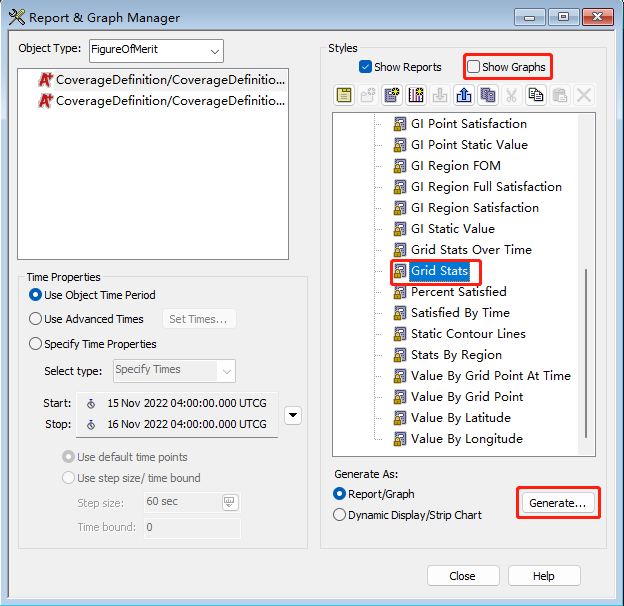 Report & Graph Manager
Object Type:
FigureOfMerit
CoverageDefinition/CoverageDefinitio...
CoverageDefinition/CoverageDefinitio...
Time Properties
Use Object Time Period
Use Advanced Times
Set Times...
Specify Time Properties
Select type:
Specify Times
Start:
15 Nov 2022 04:00:00.000 UTCG
Stop:
16 Nov 2022 04:00:00.000 UTCG
Use default time points
Use step size/ time bound
Step size:
60 sec
Time bound:
0
Styles
Show Reports
Show Graphs
GI Point Satisfaction
GI Point Static Value
GI Region FOM
GI Region Full Satisfaction
GI Region Satisfaction
GI Static Value
Grid Stats Over Time
Grid Stats
Percent Satisfied
Satisfied By Time
Static Contour Lines
Stats By Region
Value By Grid Point At Time
Value By Grid Point
Value By Latitude
Value By Longitude
Generate As:
Report/Graph
Dynamic Display/Strip Chart
Generate...
Close
Help